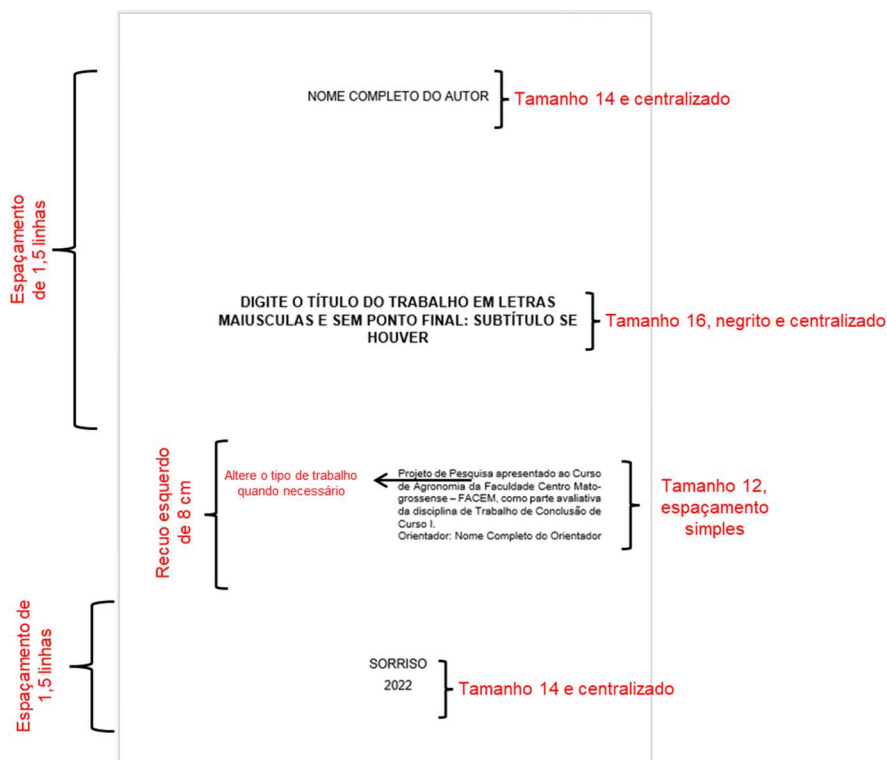 NOME COMPLETO DO AUTOR
Tamanho 14 e centralizado
Espaçamento
de 1,5 linhas
DIGITE O TÍTULO DO TRABALHO EM LETRAS
MAIUSCULAS E SEM PONTO FINAL: SUBTÍTULO SE
HOUVER
Tamanho 16, negrito e centralizado
Recuo esquerdo
de 8 cm
Altere o tipo de trabalho
quando necessário
Projeto de Pesquisa apresentado ao Curso
de Agronomia da Faculdade Centro Mato-
grossense – FACEM, como parte avaliativa
da disciplina de Trabalho de Conclusão de
Curso I.
Orientador: Nome Completo do Orientador
Tamanho 12,
espaçamento
simples
Espaçamento de
1,5 linhas
SORRISO
2022
Tamanho 14 e centralizado